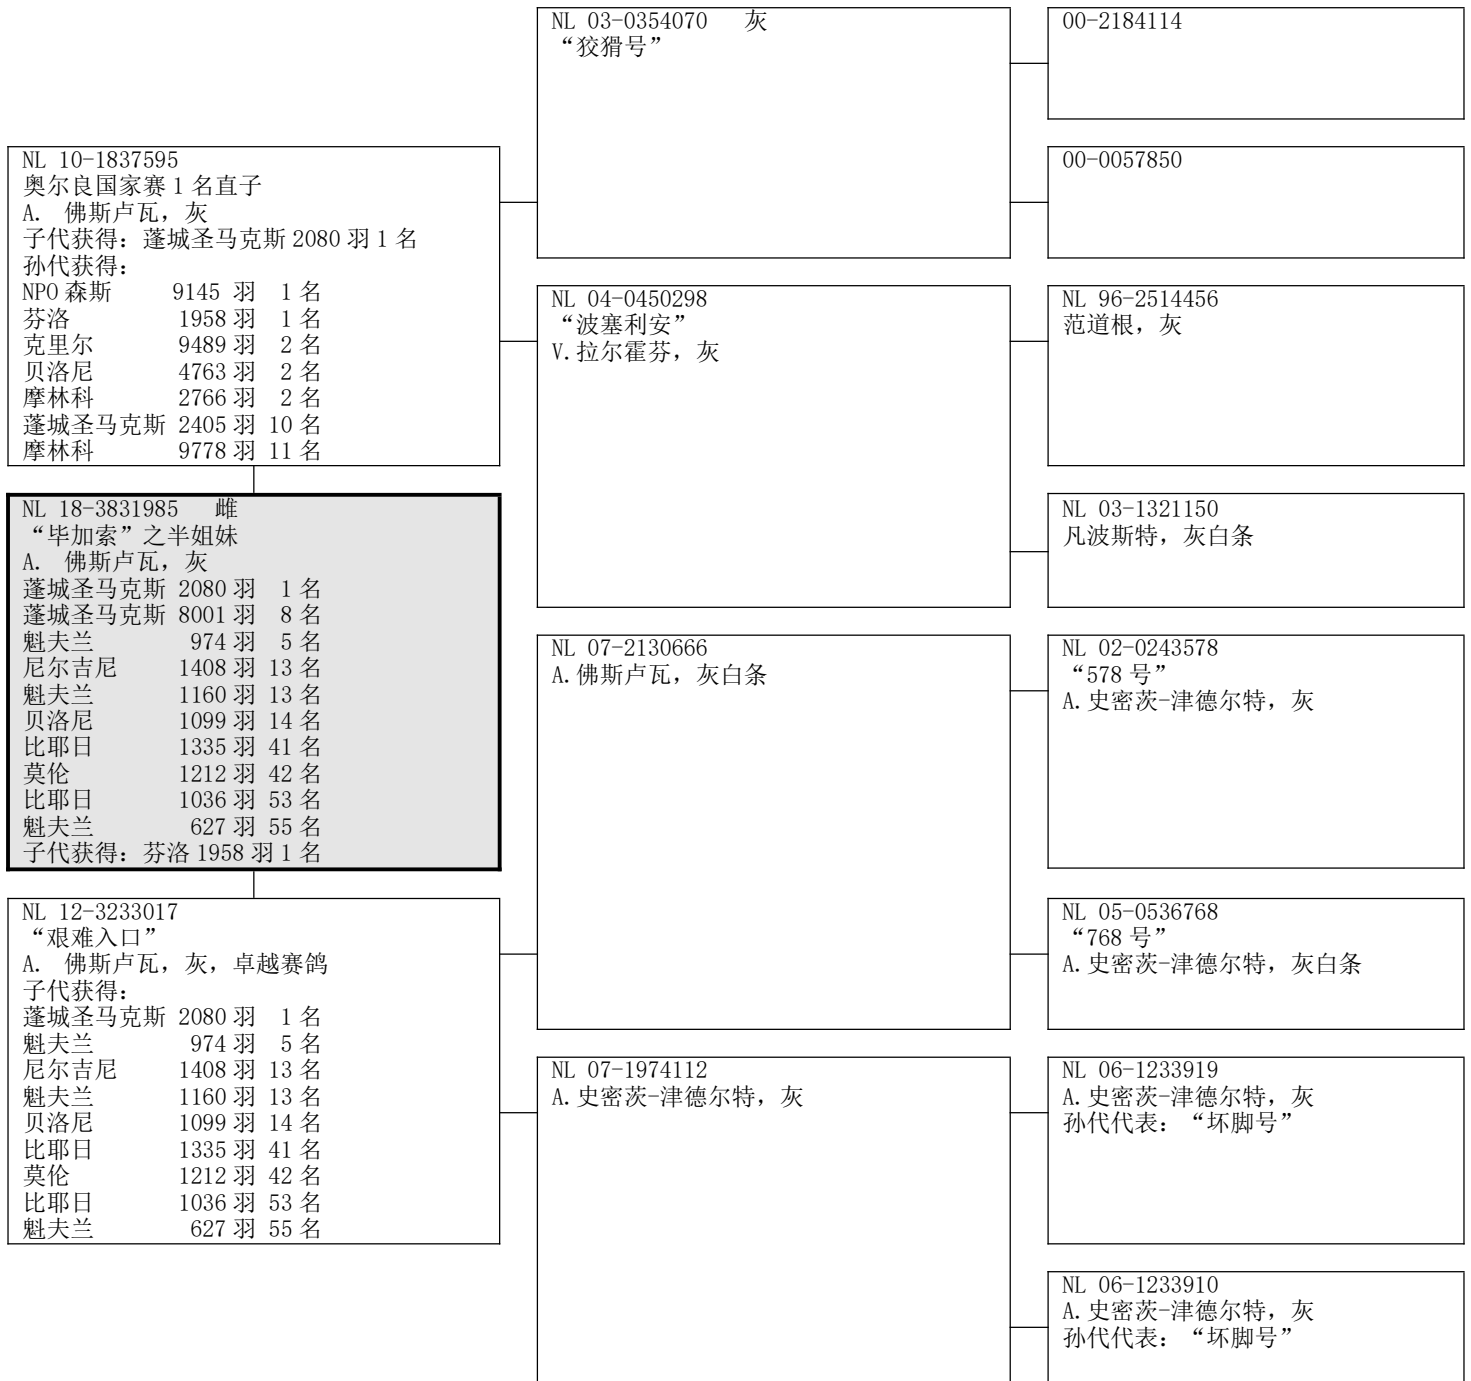 NL 03-0354070 灰
“狡猾号”
00-2184114
00-0057850
NL 10-1837595
奥尔良国家赛 1 名直子
A. 佛斯卢瓦，灰
子代获得：蓬城圣马克斯 2080 羽 1 名
孙代获得：
NPO 森斯 9145 羽 1 名
芬洛 1958 羽 1 名
克里尔 9489 羽 2 名
贝洛尼 4763 羽 2 名
摩林科 2766 羽 2 名
蓬城圣马克斯 2405 羽 10 名
摩林科 9778 羽 11 名
NL 04-0450298
“波塞利安”
V.拉尔霍芬，灰
NL 96-2514456
范道根，灰
NL 03-1321150
凡波斯特，灰白条
NL 18-3831985 雌
“毕加索”之半姐妹
A. 佛斯卢瓦，灰
蓬城圣马克斯 2080 羽 1 名
蓬城圣马克斯 8001 羽 8 名
魁夫兰 974 羽 5 名
尼尔吉尼 1408 羽 13 名
魁夫兰 1160 羽 13 名
贝洛尼 1099 羽 14 名
比耶日 1335 羽 41 名
莫伦 1212 羽 42 名
比耶日 1036 羽 53 名
魁夫兰 627 羽 55 名
子代获得：芬洛 1958 羽 1 名
NL 07-2130666
A.佛斯卢瓦，灰白条
NL 02-0243578
“578 号”
A.史密茨-津德尔特，灰
NL 05-0536768
“768 号”
A.史密茨-津德尔特，灰白条
NL 12-3233017
“艰难入口”
A. 佛斯卢瓦，灰，卓越赛鸽
子代获得：
蓬城圣马克斯 2080 羽 1 名
魁夫兰 974 羽 5 名
尼尔吉尼 1408 羽 13 名
魁夫兰 1160 羽 13 名
贝洛尼 1099 羽 14 名
比耶日 1335 羽 41 名
莫伦 1212 羽 42 名
比耶日 1036 羽 53 名
魁夫兰 627 羽 55 名
NL 07-1974112
A.史密茨-津德尔特，灰
NL 06-1233919
A.史密茨-津德尔特，灰
孙代代表：“坏脚号”
NL 06-1233910
A.史密茨-津德尔特，灰
孙代代表：“坏脚号”